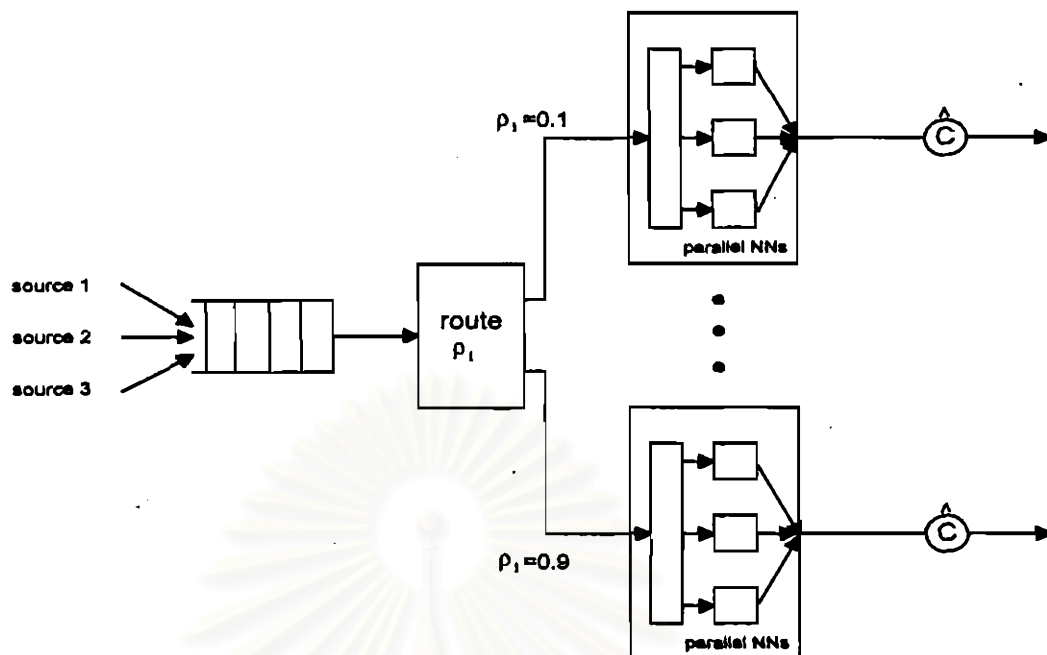 ρ₁=0.1
Ĉ
parallel NNs
source 1
source 2
source 3
route
ρ₁
ρ₁=0.9
Ĉ
parallel NNs